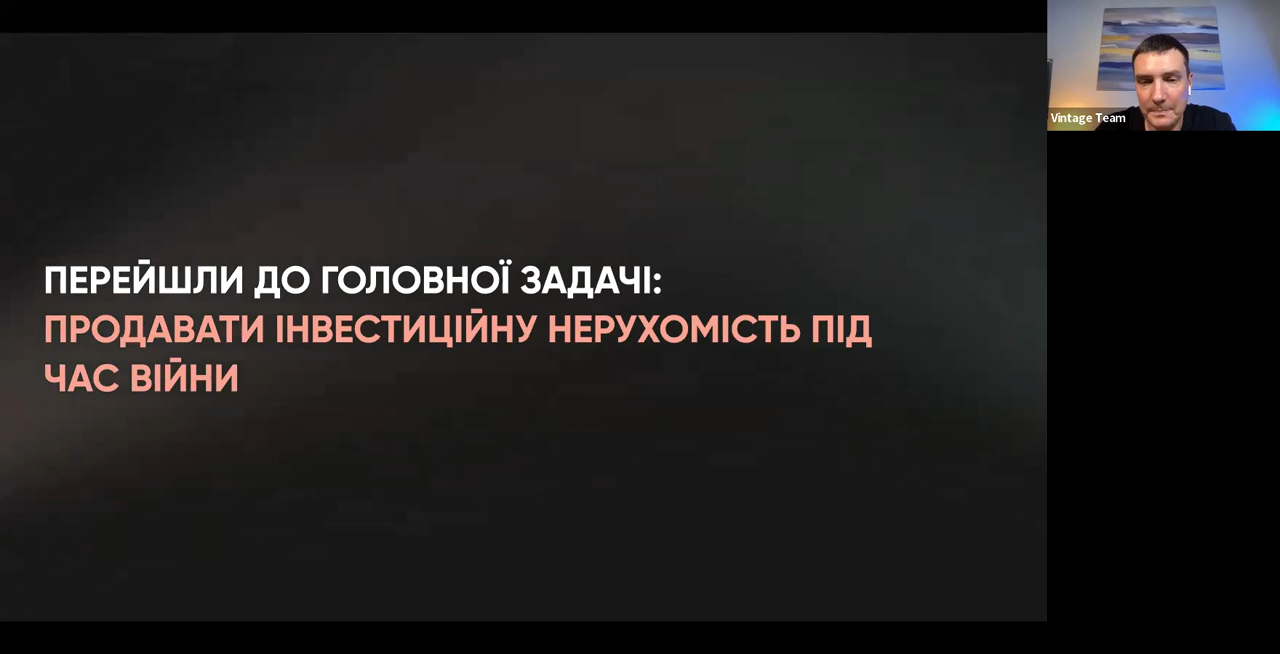 ПЕРЕЙШЛИ ДО ГОЛОВНОЇ ЗАДАЧІ:
ПРОДАВАТИ ІНВЕСТИЦІЙНУ НЕРУХОМІСТЬ ПІД
ЧАС ВІЙНИ
Vintage Team